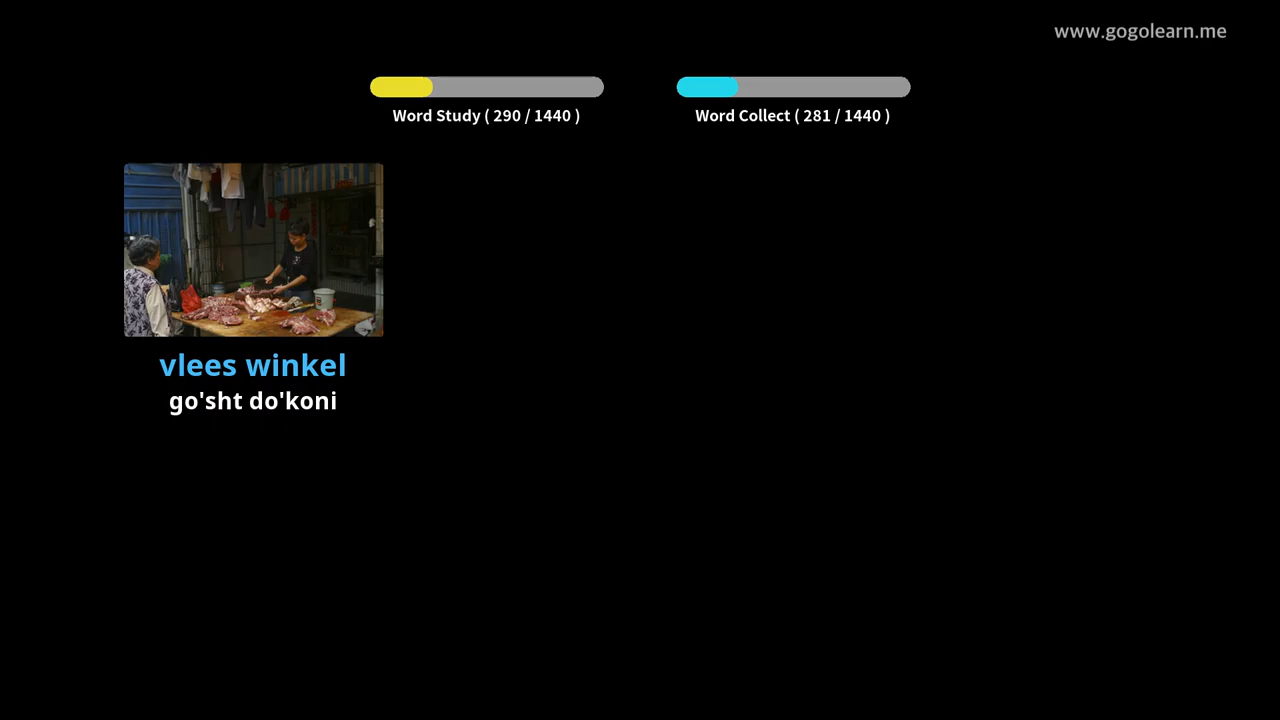 www.gogolearn.me
Word Study ( 290 / 1440 )
Word Collect ( 281 / 1440 )
vlees winkel
go'sht do'koni